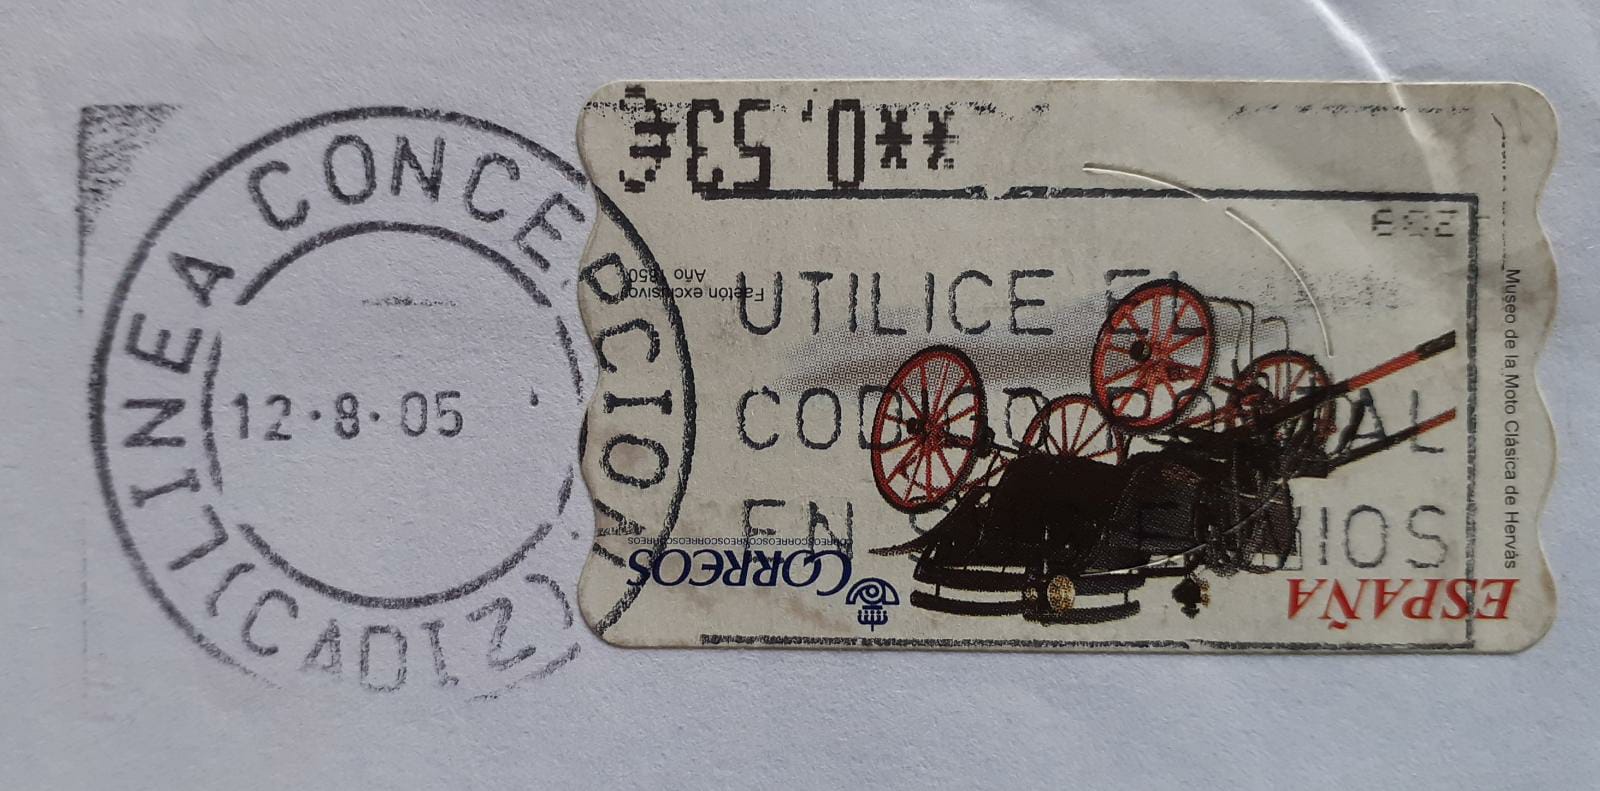 LINEA CONCEPCION
(CADIZ)
12·8·05
UTILICE EL
CODIGO POSTAL
EN SUS ENVIOS
ESPAÑA
CORREOS
Museo de la Moto Clásica de Hervás
Faetón exclusivo
Año 1850
**0,53€